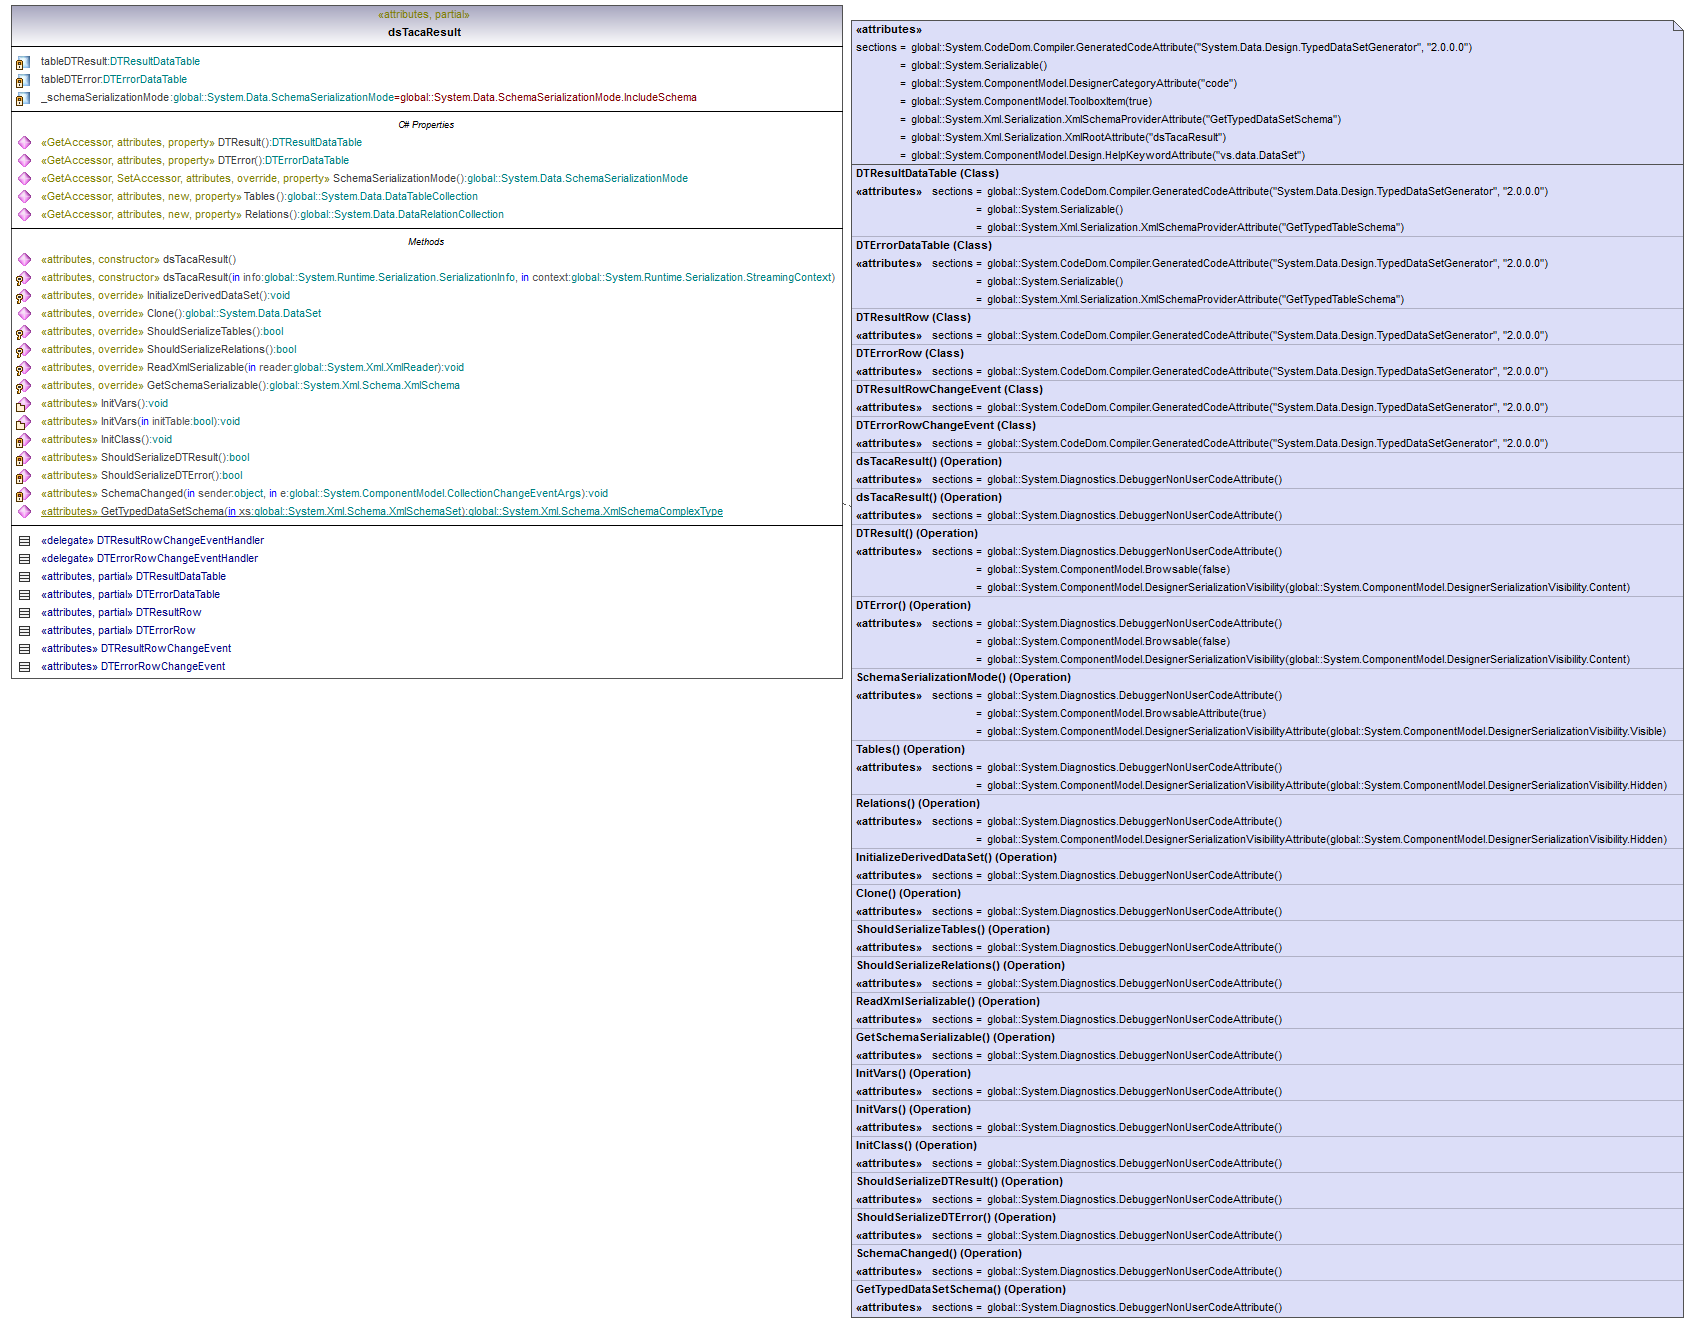 «attributes, partial»
dsTacaResult
tableDTResult:DTResultDataTable
tableDTError:DTErrorDataTable
_schemaSerializationMode:global::System.Data.SchemaSerializationMode=global::System.Data.SchemaSerializationMode.IncludeSchema
C# Properties
«GetAccessor, attributes, property» DTResult():DTResultDataTable
«GetAccessor, attributes, property» DTError():DTErrorDataTable
«GetAccessor, SetAccessor, attributes, override, property» SchemaSerializationMode():global::System.Data.SchemaSerializationMode
«GetAccessor, attributes, new, property» Tables():global::System.Data.DataTableCollection
«GetAccessor, attributes, new, property» Relations():global::System.Data.DataRelationCollection
Methods
«attributes, constructor» dsTacaResult()
«attributes, constructor» dsTacaResult(in info:global::System.Runtime.Serialization.SerializationInfo, in context:global::System.Runtime.Serialization.StreamingContext)
«attributes, override» InitializeDerivedDataSet():void
«attributes, override» Clone():global::System.Data.DataSet
«attributes, override» ShouldSerializeTables():bool
«attributes, override» ShouldSerializeRelations():bool
«attributes, override» ReadXmlSerializable(in reader:global::System.Xml.XmlReader):void
«attributes, override» GetSchemaSerializable():global::System.Xml.Schema.XmlSchema
«attributes» InitVars():void
«attributes» InitVars(in initTable:bool):void
«attributes» InitClass():void
«attributes» ShouldSerializeDTResult():bool
«attributes» ShouldSerializeDTError():bool
«attributes» SchemaChanged(in sender:object, in e:global::System.ComponentModel.CollectionChangeEventArgs):void
«attributes» GetTypedDataSetSchema(in xs:global::System.Xml.Schema.XmlSchemaSet):global::System.Xml.Schema.XmlSchemaComplexType
«delegate» DTResultRowChangeEventHandler
«delegate» DTErrorRowChangeEventHandler
«attributes, partial» DTResultDataTable
«attributes, partial» DTErrorDataTable
«attributes, partial» DTResultRow
«attributes, partial» DTErrorRow
«attributes» DTResultRowChangeEvent
«attributes» DTErrorRowChangeEvent
«attributes»
sections = global::System.CodeDom.Compiler.GeneratedCodeAttribute("System.Data.Design.TypedDataSetGenerator", "2.0.0.0")
= global::System.Serializable()
= global::System.ComponentModel.DesignerCategoryAttribute("code")
= global::System.ComponentModel.ToolboxItem(true)
= global::System.Xml.Serialization.XmlSchemaProviderAttribute("GetTypedDataSetSchema")
= global::System.Xml.Serialization.XmlRootAttribute("dsTacaResult")
= global::System.ComponentModel.Design.HelpKeywordAttribute("vs.data.DataSet")
DTResultDataTable (Class)
«attributes» sections = global::System.CodeDom.Compiler.GeneratedCodeAttribute("System.Data.Design.TypedDataSetGenerator", "2.0.0.0")
= global::System.Serializable()
= global::System.Xml.Serialization.XmlSchemaProviderAttribute("GetTypedTableSchema")
DTErrorDataTable (Class)
«attributes» sections = global::System.CodeDom.Compiler.GeneratedCodeAttribute("System.Data.Design.TypedDataSetGenerator", "2.0.0.0")
= global::System.Serializable()
= global::System.Xml.Serialization.XmlSchemaProviderAttribute("GetTypedTableSchema")
DTResultRow (Class)
«attributes» sections = global::System.CodeDom.Compiler.GeneratedCodeAttribute("System.Data.Design.TypedDataSetGenerator", "2.0.0.0")
DTErrorRow (Class)
«attributes» sections = global::System.CodeDom.Compiler.GeneratedCodeAttribute("System.Data.Design.TypedDataSetGenerator", "2.0.0.0")
DTResultRowChangeEvent (Class)
«attributes» sections = global::System.CodeDom.Compiler.GeneratedCodeAttribute("System.Data.Design.TypedDataSetGenerator", "2.0.0.0")
DTErrorRowChangeEvent (Class)
«attributes» sections = global::System.CodeDom.Compiler.GeneratedCodeAttribute("System.Data.Design.TypedDataSetGenerator", "2.0.0.0")
dsTacaResult() (Operation)
«attributes» sections = global::System.Diagnostics.DebuggerNonUserCodeAttribute()
dsTacaResult() (Operation)
«attributes» sections = global::System.Diagnostics.DebuggerNonUserCodeAttribute()
DTResult() (Operation)
«attributes» sections = global::System.Diagnostics.DebuggerNonUserCodeAttribute()
= global::System.ComponentModel.Browsable(false)
= global::System.ComponentModel.DesignerSerializationVisibility(global::System.ComponentModel.DesignerSerializationVisibility.Content)
DTError() (Operation)
«attributes» sections = global::System.Diagnostics.DebuggerNonUserCodeAttribute()
= global::System.ComponentModel.Browsable(false)
= global::System.ComponentModel.DesignerSerializationVisibility(global::System.ComponentModel.DesignerSerializationVisibility.Content)
SchemaSerializationMode() (Operation)
«attributes» sections = global::System.Diagnostics.DebuggerNonUserCodeAttribute()
= global::System.ComponentModel.BrowsableAttribute(true)
= global::System.ComponentModel.DesignerSerializationVisibilityAttribute(global::System.ComponentModel.DesignerSerializationVisibility.Visible)
Tables() (Operation)
«attributes» sections = global::System.Diagnostics.DebuggerNonUserCodeAttribute()
= global::System.ComponentModel.DesignerSerializationVisibilityAttribute(global::System.ComponentModel.DesignerSerializationVisibility.Hidden)
Relations() (Operation)
«attributes» sections = global::System.Diagnostics.DebuggerNonUserCodeAttribute()
= global::System.ComponentModel.DesignerSerializationVisibilityAttribute(global::System.ComponentModel.DesignerSerializationVisibility.Hidden)
InitializeDerivedDataSet() (Operation)
«attributes» sections = global::System.Diagnostics.DebuggerNonUserCodeAttribute()
Clone() (Operation)
«attributes» sections = global::System.Diagnostics.DebuggerNonUserCodeAttribute()
ShouldSerializeTables() (Operation)
«attributes» sections = global::System.Diagnostics.DebuggerNonUserCodeAttribute()
ShouldSerializeRelations() (Operation)
«attributes» sections = global::System.Diagnostics.DebuggerNonUserCodeAttribute()
ReadXmlSerializable() (Operation)
«attributes» sections = global::System.Diagnostics.DebuggerNonUserCodeAttribute()
GetSchemaSerializable() (Operation)
«attributes» sections = global::System.Diagnostics.DebuggerNonUserCodeAttribute()
InitVars() (Operation)
«attributes» sections = global::System.Diagnostics.DebuggerNonUserCodeAttribute()
InitVars() (Operation)
«attributes» sections = global::System.Diagnostics.DebuggerNonUserCodeAttribute()
InitClass() (Operation)
«attributes» sections = global::System.Diagnostics.DebuggerNonUserCodeAttribute()
ShouldSerializeDTResult() (Operation)
«attributes» sections = global::System.Diagnostics.DebuggerNonUserCodeAttribute()
ShouldSerializeDTError() (Operation)
«attributes» sections = global::System.Diagnostics.DebuggerNonUserCodeAttribute()
SchemaChanged() (Operation)
«attributes» sections = global::System.Diagnostics.DebuggerNonUserCodeAttribute()
GetTypedDataSetSchema() (Operation)
«attributes» sections = global::System.Diagnostics.DebuggerNonUserCodeAttribute()